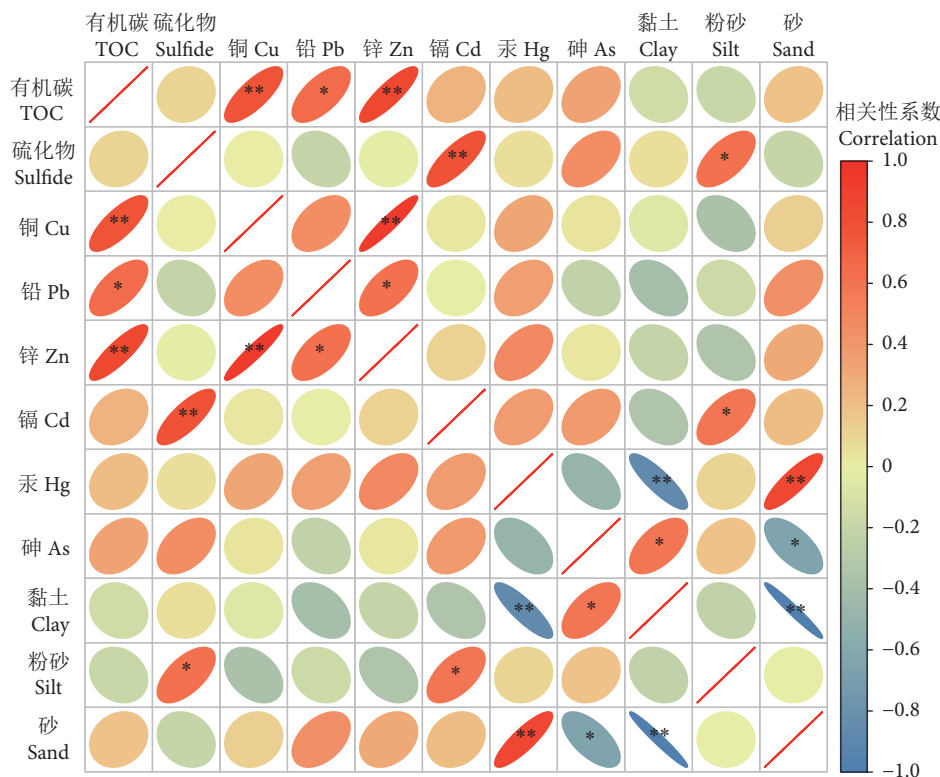 有机碳 硫化物 黏土 粉砂 砂
TOC Sulfide 铜 Cu 铅 Pb 锌 Zn 镉 Cd 汞 Hg 砷 As Clay Silt Sand
有机碳
TOC
** * **
硫化物
Sulfide
** *
铜 Cu
** **
铅 Pb
* *
锌 Zn
** ** *
镉 Cd
** *
汞 Hg
** **
砷 As
* *
黏土
Clay
** * **
粉砂
Silt
* *
砂
Sand
** * **
相关性系数
Correlation
1.0
0.8
0.6
0.4
0.2
0
−0.2
−0.4
−0.6
−0.8
−1.0